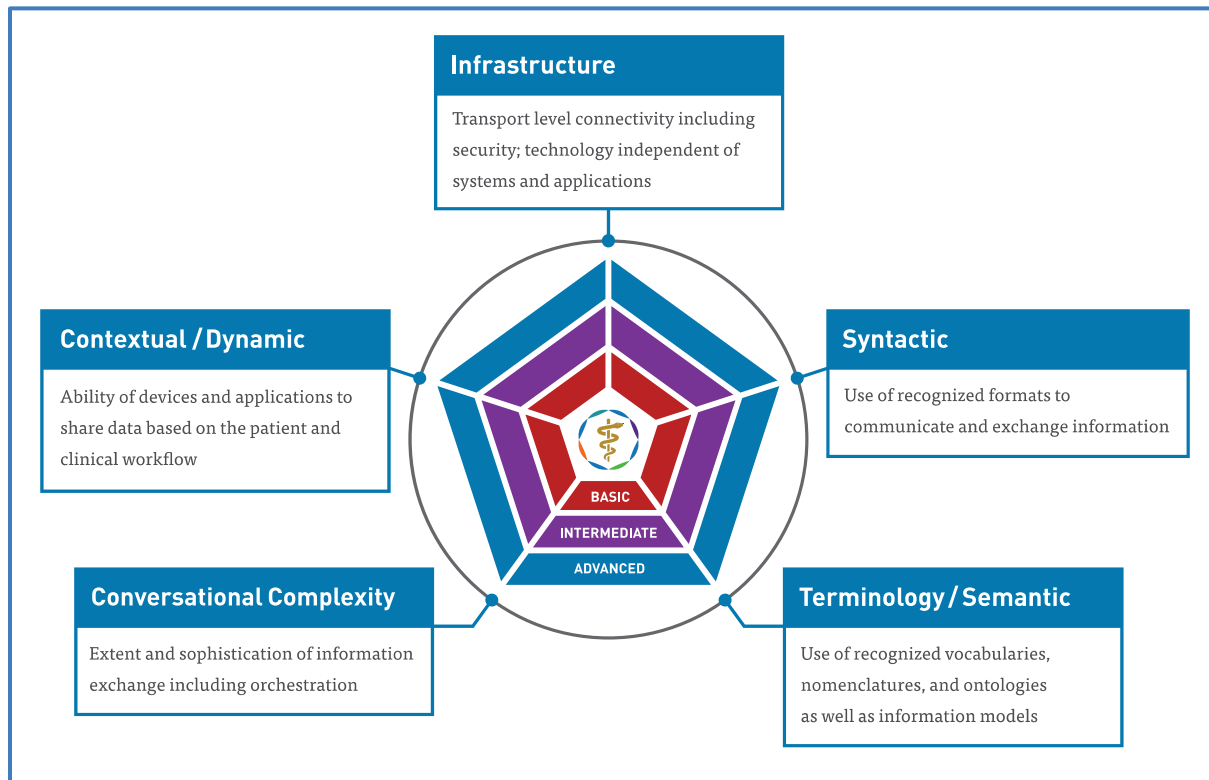 Infrastructure
Transport level connectivity including
security; technology independent of
systems and applications
Contextual / Dynamic
Ability of devices and applications to
share data based on the patient and
clinical workflow
Syntactic
Use of recognized formats to
communicate and exchange information
BASIC
INTERMEDIATE
ADVANCED
Conversational Complexity
Extent and sophistication of information
exchange including orchestration
Terminology / Semantic
Use of recognized vocabularies,
nomenclatures, and ontologies
as well as information models